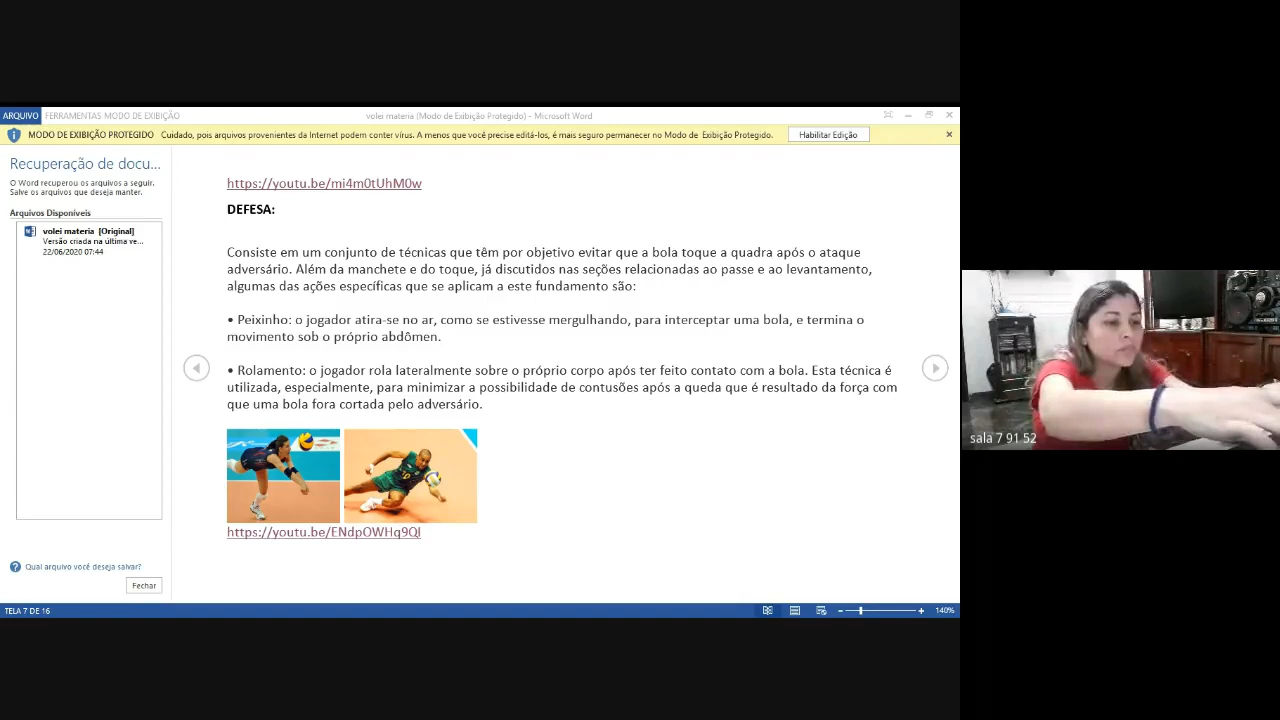 ARQUIVO FERRAMENTAS MODO DE EXIBIÇÃO
volei materia (Modo de Exibição Protegido) - Microsoft Word
MODO DE EXIBIÇÃO PROTEGIDO Cuidado, pois arquivos provenientes da Internet podem conter vírus. A menos que você precise editá-los, é mais seguro permanecer no Modo de Exibição Protegido.
Habilitar Edição
Recuperação de docu...
O Word recuperou os arquivos a seguir.
Salve os arquivos que deseja manter.
Arquivos Disponíveis
volei materia [Original]
Versão criada na última ve...
22/06/2020 07:44
Qual arquivo você deseja salvar?
Fechar
https://youtu.be/mi4m0tUhM0w
DEFESA:
Consiste em um conjunto de técnicas que têm por objetivo evitar que a bola toque a quadra após o ataque
adversário. Além da manchete e do toque, já discutidos nas seções relacionadas ao passe e ao levantamento,
algumas das ações específicas que se aplicam a este fundamento são:
• Peixinho: o jogador atira-se no ar, como se estivesse mergulhando, para interceptar uma bola, e termina o
movimento sob o próprio abdômen.
• Rolamento: o jogador rola lateralmente sobre o próprio corpo após ter feito contato com a bola. Esta técnica é
utilizada, especialmente, para minimizar a possibilidade de contusões após a queda que é resultado da força com
que uma bola fora cortada pelo adversário.
https://youtu.be/ENdpOWHq9QI
TELA 7 DE 16
140%
sala 7 91 52